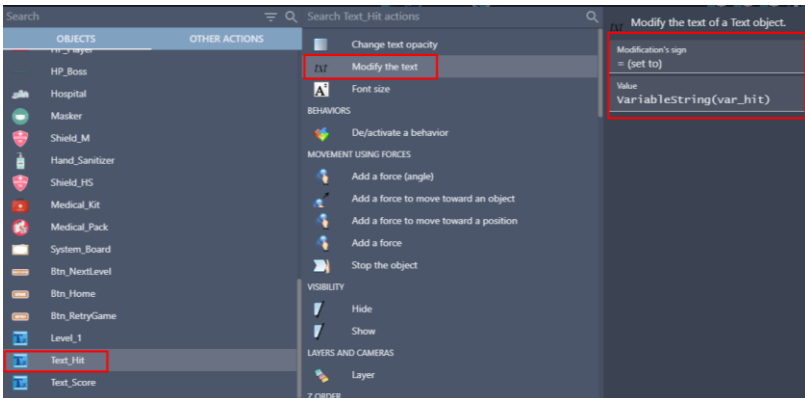 Search
OBJECTS
OTHER ACTIONS
HP_Player
HP_Boss
Hospital
Masker
Shield_M
Hand_Sanitizer
Shield_HS
Medical_Kit
Medical_Pack
System_Board
Btn_NextLevel
Btn_Home
Btn_RetryGame
Level_1
Text_Hit
Text_Score
Search Text_Hit actions
Change text opacity
txt Modify the text
A Font size
BEHAVIORS
De/activate a behavior
MOVEMENT USING FORCES
Add a force (angle)
Add a force to move toward an object
Add a force to move toward a position
Add a force
Stop the object
VISIBILITY
Hide
Show
LAYERS AND CAMERAS
Layer
Z ORDER
txt Modify the text of a Text object.
Modification's sign
= (set to)
Value
VariableString(var_hit)